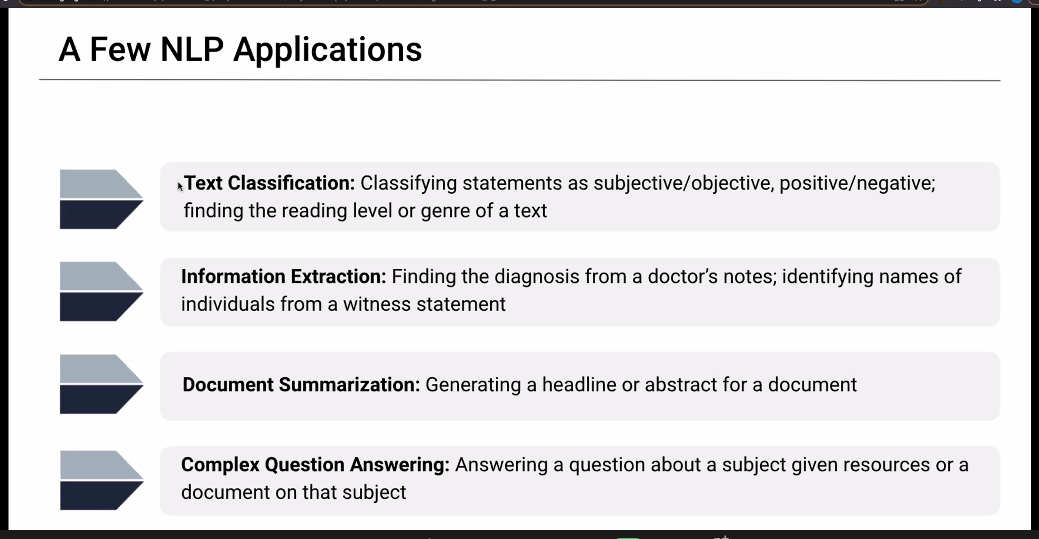 A Few NLP Applications
Text Classification: Classifying statements as subjective/objective, positive/negative;
finding the reading level or genre of a text
Information Extraction: Finding the diagnosis from a doctor’s notes; identifying names of
individuals from a witness statement
Document Summarization: Generating a headline or abstract for a document
Complex Question Answering: Answering a question about a subject given resources or a
document on that subject